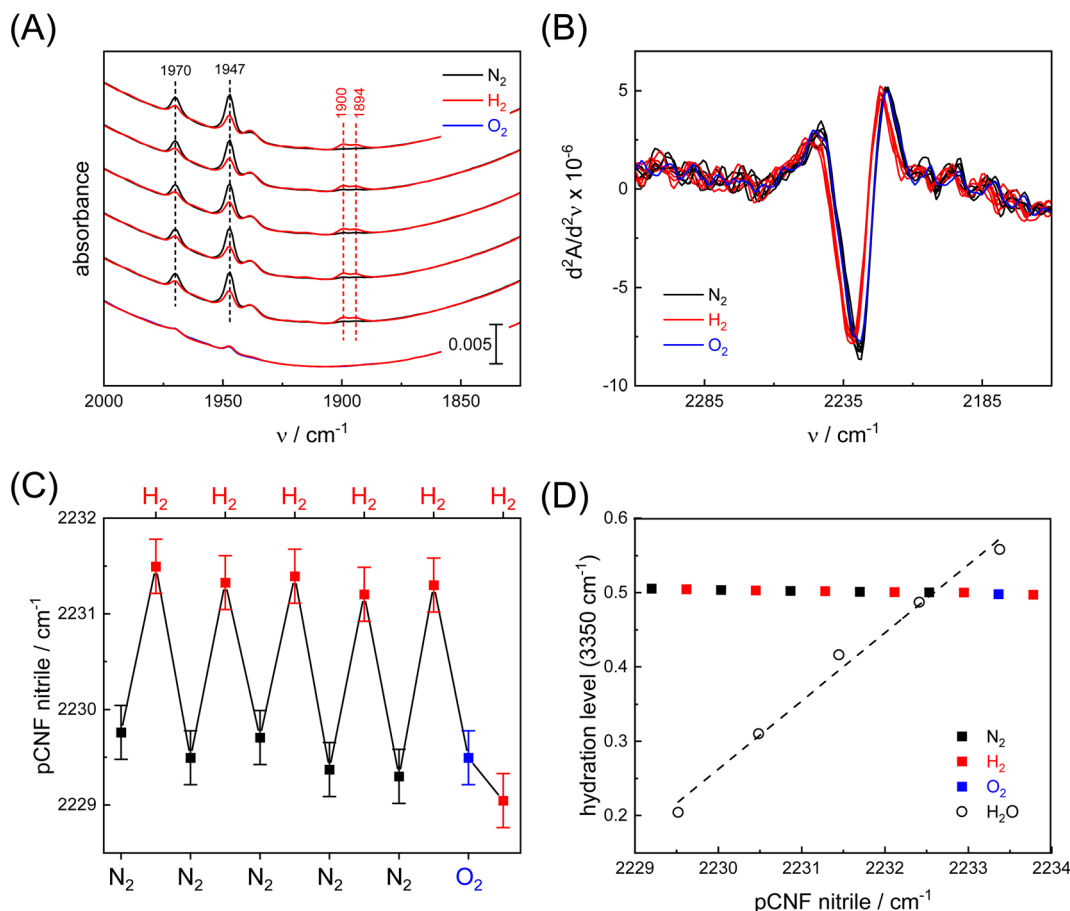 (A)
1970
1947
1900
1894
N₂
H₂
O₂
absorbance
0.005
2000
1950
1900
1850
ν / cm⁻¹
(B)
10
5
0
-5
-10
d²A/d²ν x 10⁻⁶
N₂
H₂
O₂
2285
2235
2185
ν / cm⁻¹
(C)
H₂ H₂ H₂ H₂ H₂ H₂
2232
2231
2230
2229
pCNF nitrile / cm⁻¹
N₂ N₂ N₂ N₂ N₂ O₂
(D)
0.6
0.5
0.4
0.3
0.2
hydration level (3350 cm⁻¹)
N₂
H₂
O₂
H₂O
2229 2230 2231 2232 2233 2234
pCNF nitrile / cm⁻¹